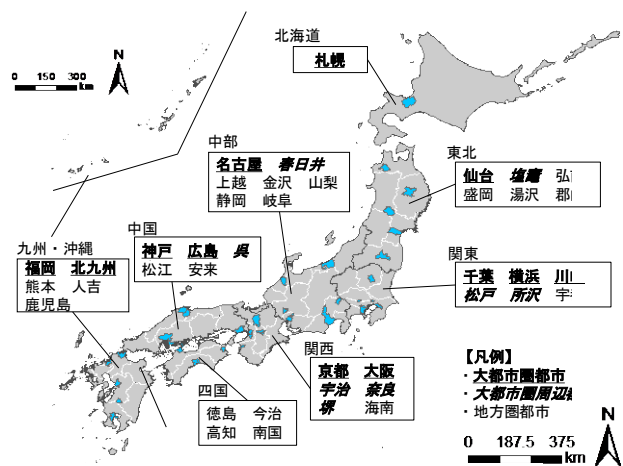 北海道
札幌
N
0 150 300
km
中部
名古屋 春日井
上越 金沢 山梨
静岡 岐阜
東北
仙台 塩竈
盛岡 湯沢
九州・沖縄
福岡 北九州
熊本 人吉
鹿児島
中国
神戸 広島 呉
松江 安来
関東
千葉 横浜
松戸 所沢
関西
京都 大阪
宇治 奈良
堺 海南
四国
徳島 今治
高知 南国
【凡例】
・大都市圏都市
・大都市圏周辺
・地方圏都市
N
0 187.5 375
km